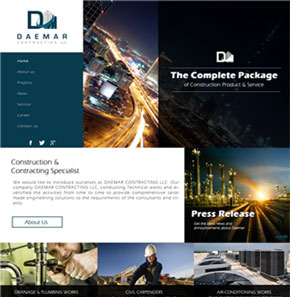 D
DAEMAR
CONTRACTING LLC
Home
About us
Projects
News
Service
Career
Contact us
The Complete Package
of Construction Product & Service
Construction &
Contracting Specialist
We would like to introduce ourselves as DAEMAR CONTRACTING LLC. Our
company DAEMAR CONTRACTING LLC, conducting Technical works and di-
versified the activities from time to time to provide comprehensive tailor
made engineering solutions to the requirements of the consultants and
clients.
About Us
Press Release
Get the latest news and
announcements about Daemar
DRAINAGE & PLUMBING WORKS
CIVIL CARPENDERS
AIR CONDITIONING WORKS